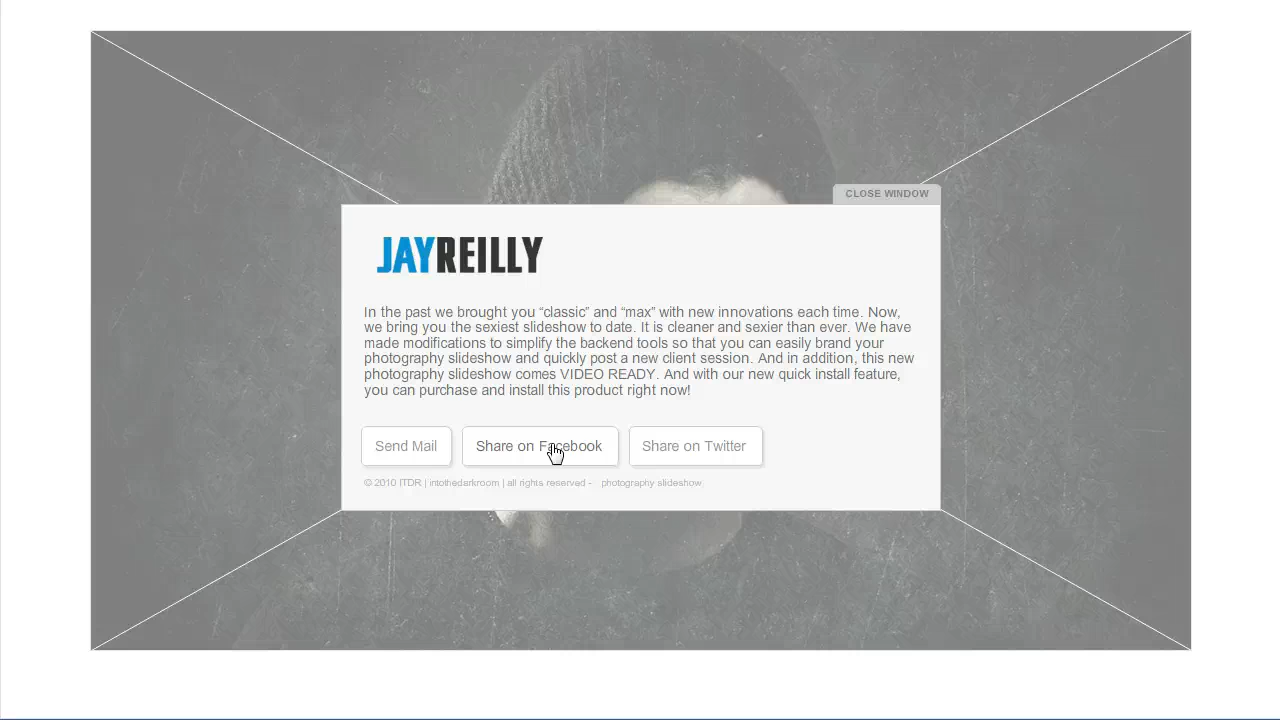 CLOSE WINDOW
JAYREILLY
In the past we brought you “classic” and “max” with new innovations each time. Now,
we bring you the sexiest slideshow to date. It is cleaner and sexier than ever. We have
made modifications to simplify the backend tools so that you can easily brand your
photography slideshow and quickly post a new client session. And in addition, this new
photography slideshow comes VIDEO READY. And with our new quick install feature,
you can purchase and install this product right now!
Send Mail Share on Facebook Share on Twitter
© 2010 ITDR | intothedarkroom | all rights reserved - photography slideshow